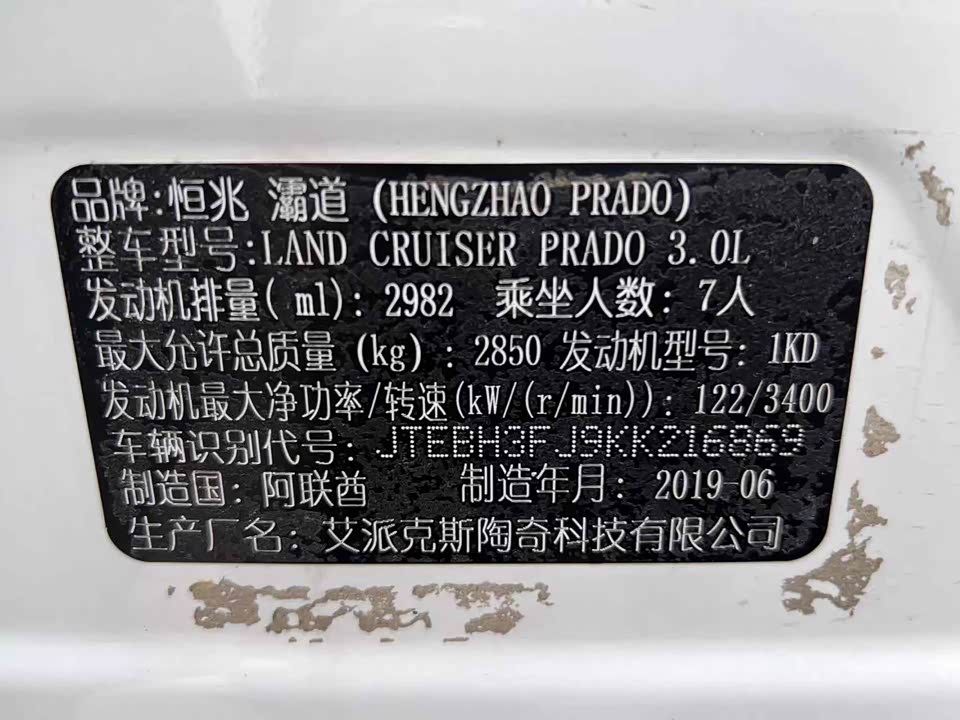 品牌:恒兆 灞道 (HENGZHAO PRADO)
整车型号:LAND CRUISER PRADO 3.0L
发动机排量( ml): 2982 乘坐人数: 7人
最大允许总质量 (kg) : 2850 发动机型号: 1KD
发动机最大净功率/转速(kW/(r/min)): 122/3400
车辆识别代号: JTEBH3FJ9KK216869
制造国: 阿联酋 制造年月: 2019-06
生产厂名: 艾派克斯陶奇科技有限公司